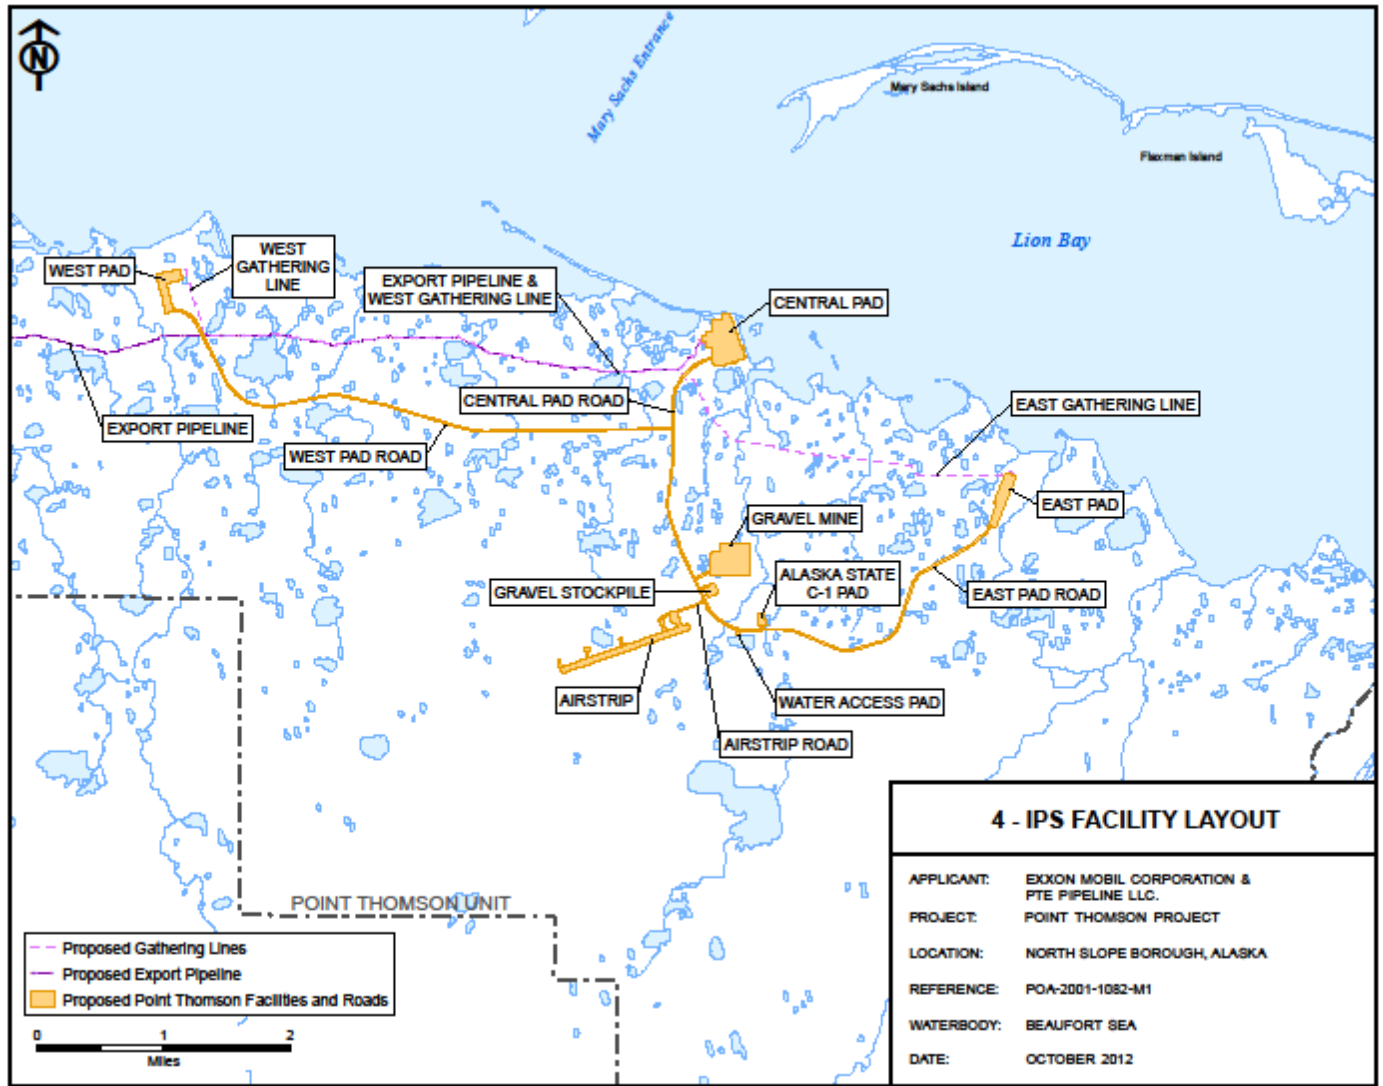 N
Mary Sachs Entrance
Mary Sachs Island
Flaxman Island
Lion Bay
WEST PAD
WEST
GATHERING
LINE
EXPORT PIPELINE &
WEST GATHERING LINE
CENTRAL PAD
CENTRAL PAD ROAD
EAST GATHERING LINE
EXPORT PIPELINE
WEST PAD ROAD
EAST PAD
GRAVEL MINE
GRAVEL STOCKPILE
ALASKA STATE
C-1 PAD
EAST PAD ROAD
AIRSTRIP
WATER ACCESS PAD
AIRSTRIP ROAD
POINT THOMSON UNIT
Proposed Gathering Lines
Proposed Export Pipeline
Proposed Point Thomson Facilities and Roads
0 1 2
Miles
4 - IPS FACILITY LAYOUT
APPLICANT: EXXON MOBIL CORPORATION &
PTE PIPELINE LLC.
PROJECT: POINT THOMSON PROJECT
LOCATION: NORTH SLOPE BOROUGH, ALASKA
REFERENCE: POA-2001-1082-M1
WATERBODY: BEAUFORT SEA
DATE: OCTOBER 2012